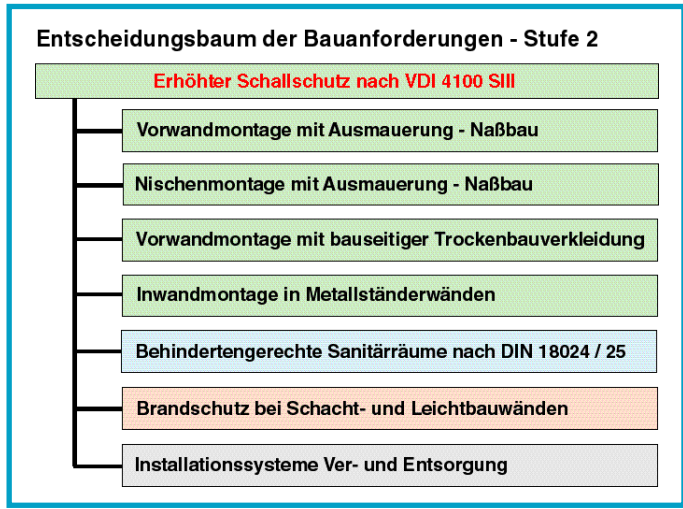 Entscheidungsbaum der Bauanforderungen - Stufe 2
Erhöhter Schallschutz nach VDI 4100 SIII
Vorwandmontage mit Ausmauerung - Naßbau
Nischenmontage mit Ausmauerung - Naßbau
Vorwandmontage mit bauseitiger Trockenbauverkleidung
Inwandmontage in Metallständerwänden
Behindertengerechte Sanitärräume nach DIN 18024 / 25
Brandschutz bei Schacht- und Leichtbauwänden
Installationssysteme Ver- und Entsorgung